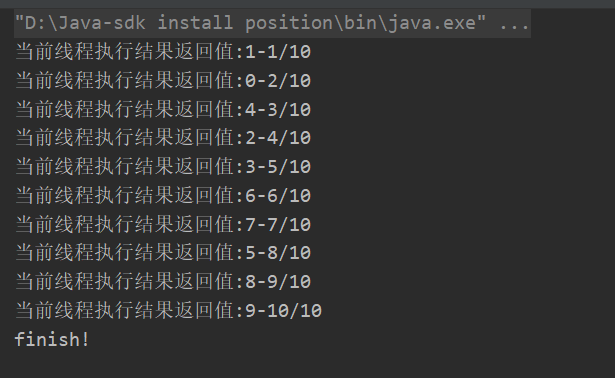 "D:\Java-sdk install position\bin\java.exe" ...
当前线程执行结果返回值:1-1/10
当前线程执行结果返回值:0-2/10
当前线程执行结果返回值:4-3/10
当前线程执行结果返回值:2-4/10
当前线程执行结果返回值:3-5/10
当前线程执行结果返回值:6-6/10
当前线程执行结果返回值:7-7/10
当前线程执行结果返回值:5-8/10
当前线程执行结果返回值:8-9/10
当前线程执行结果返回值:9-10/10
finish!